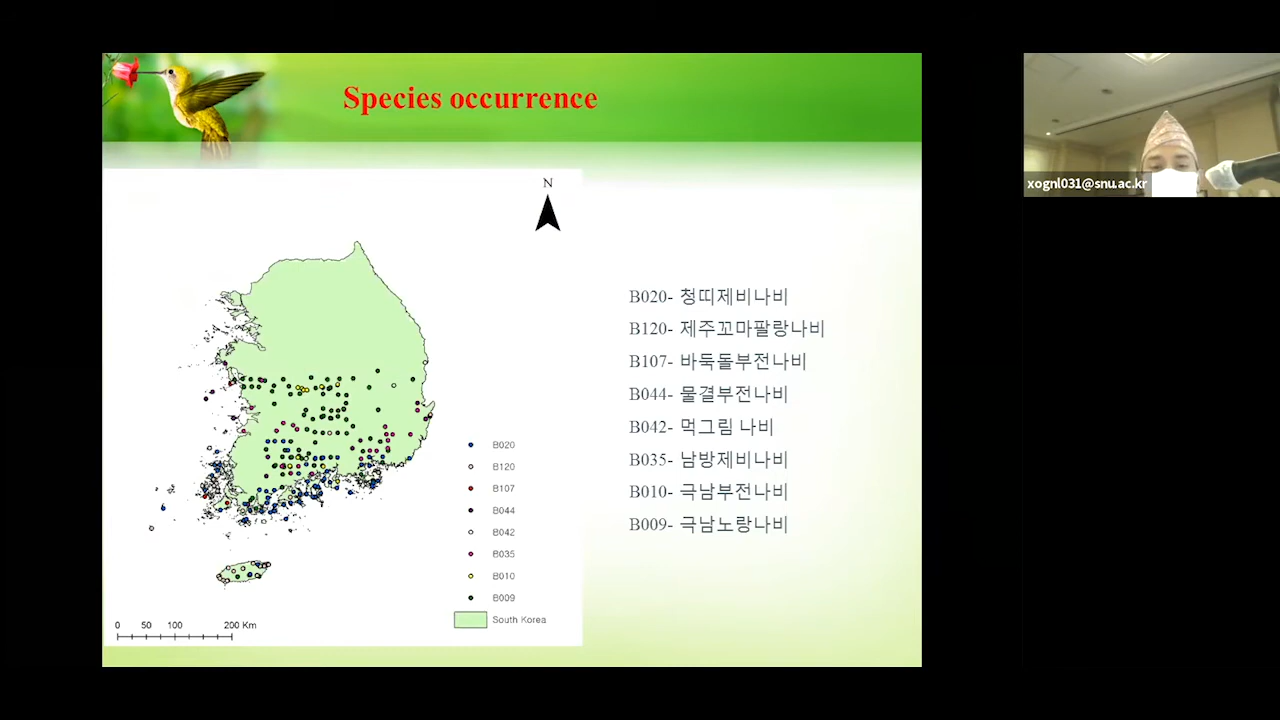 Species occurrence
xognl031@snu.ac.kr
N
B020- 청띠제비나비
B120- 제주꼬마팔랑나비
B107- 바둑돌부전나비
B044- 물결부전나비
B042- 먹그림 나비
B035- 남방제비나비
B010- 극남부전나비
B009- 극남노랑나비
B020
B120
B107
B044
B042
B035
B010
B009
South Korea
0 50 100 200 Km